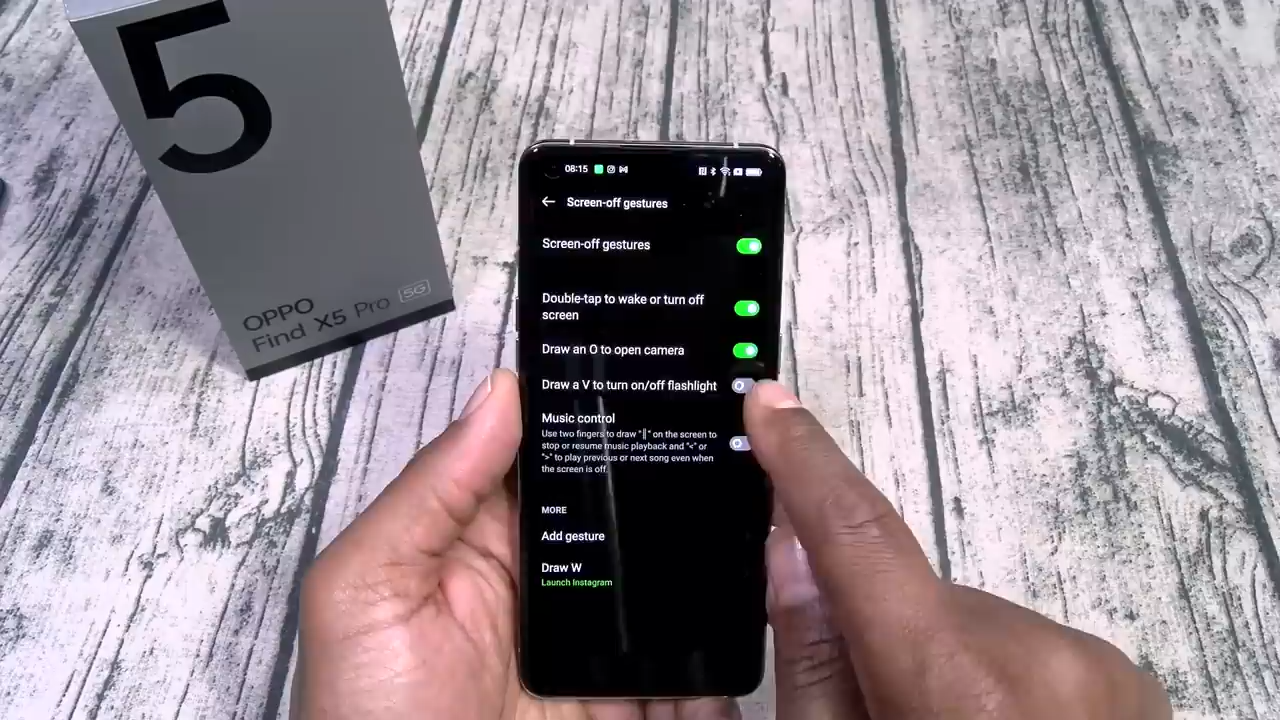 5
OPPO
Find X5 Pro 5G
08:15
Screen-off gestures
Screen-off gestures
Double-tap to wake or turn off
screen
Draw an O to open camera
Draw a V to turn on/off flashlight
Music control
Use two fingers to draw "||" on the screen to
stop or resume music playback and "<" or
">" to play previous or next song even when
the screen is off.
MORE
Add gesture
Draw W
Launch Instagram